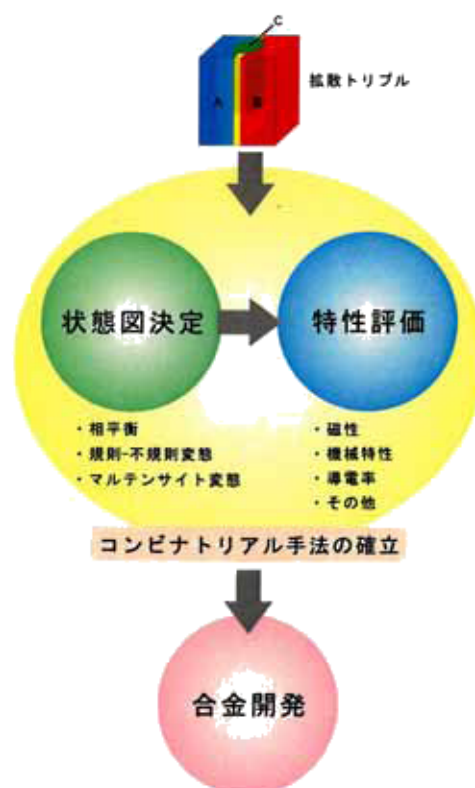 C
A
B
拡散トリプル
状態図決定
特性評価
・相平衡
・規則-不規則変態
・マルテンサイト変態
・磁性
・機械特性
・導電率
・その他
コンビナトリアル手法の確立
合金開発